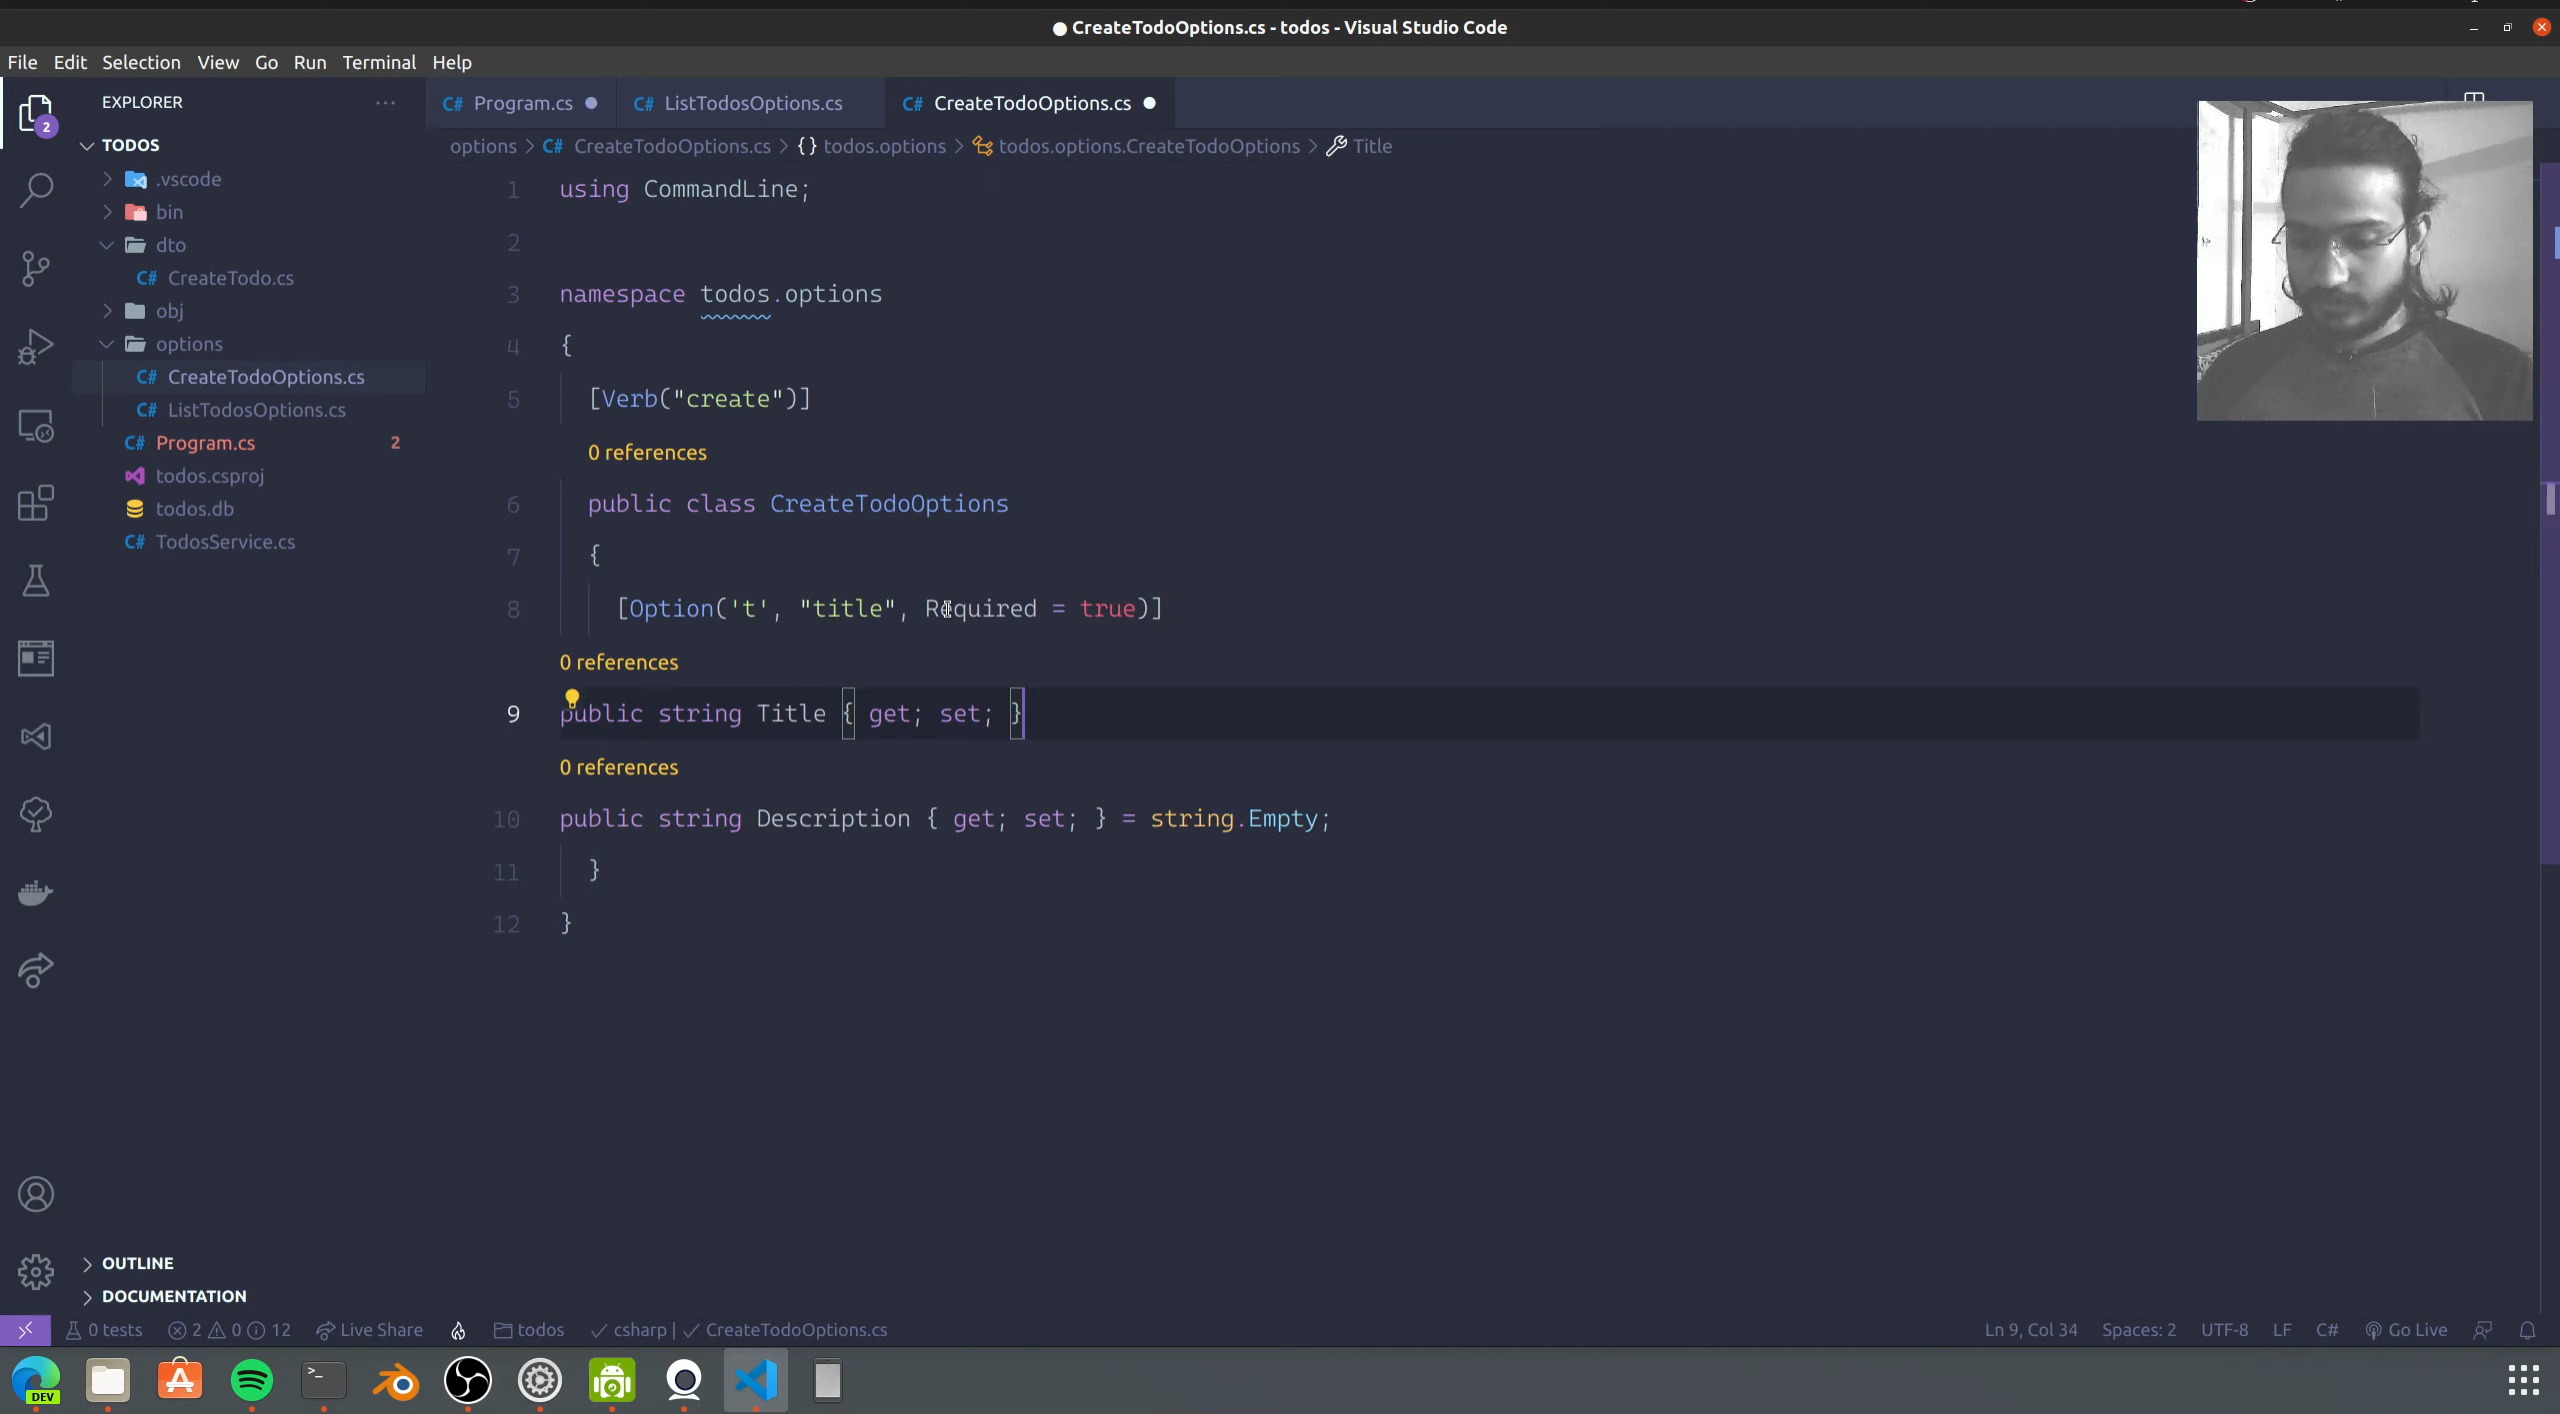 CreateTodoOptions.cs - todos - Visual Studio Code
File Edit Selection View Go Run Terminal Help
EXPLORER
Program.cs
ListTodosOptions.cs
CreateTodoOptions.cs
2
TODOS
.vscode
bin
dto
CreateTodo.cs
obj
options
CreateTodoOptions.cs
ListTodosOptions.cs
Program.cs 2
todos.csproj
todos.db
TodosService.cs
options > CreateTodoOptions.cs > {} todos.options > todos.options.CreateTodoOptions > Title
1 using CommandLine;
2
3 namespace todos.options
4 {
5 [Verb("create")]
0 references
6 public class CreateTodoOptions
7 {
8 [Option('t', "title", Required = true)]
0 references
9 public string Title { get; set; }
0 references
10 public string Description { get; set; } = string.Empty;
11 }
12 }
OUTLINE
DOCUMENTATION
0 tests 2 0 12 Live Share todos csharp | CreateTodoOptions.cs
Ln 9, Col 34 Spaces: 2 UTF-8 LF C# Go Live
DEV